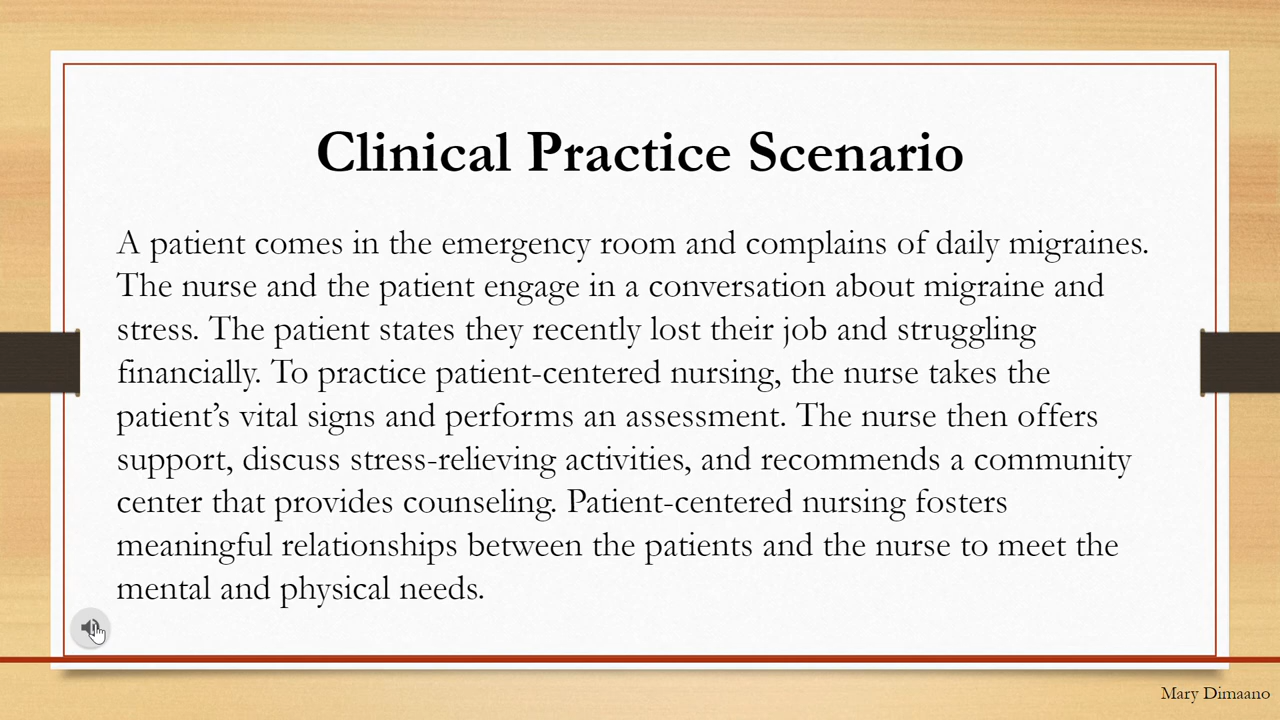 Clinical Practice Scenario
A patient comes in the emergency room and complains of daily migraines.
The nurse and the patient engage in a conversation about migraine and
stress. The patient states they recently lost their job and struggling
financially. To practice patient-centered nursing, the nurse takes the
patient’s vital signs and performs an assessment. The nurse then offers
support, discuss stress-relieving activities, and recommends a community
center that provides counseling. Patient-centered nursing fosters
meaningful relationships between the patients and the nurse to meet the
mental and physical needs.
Mary Dimaano